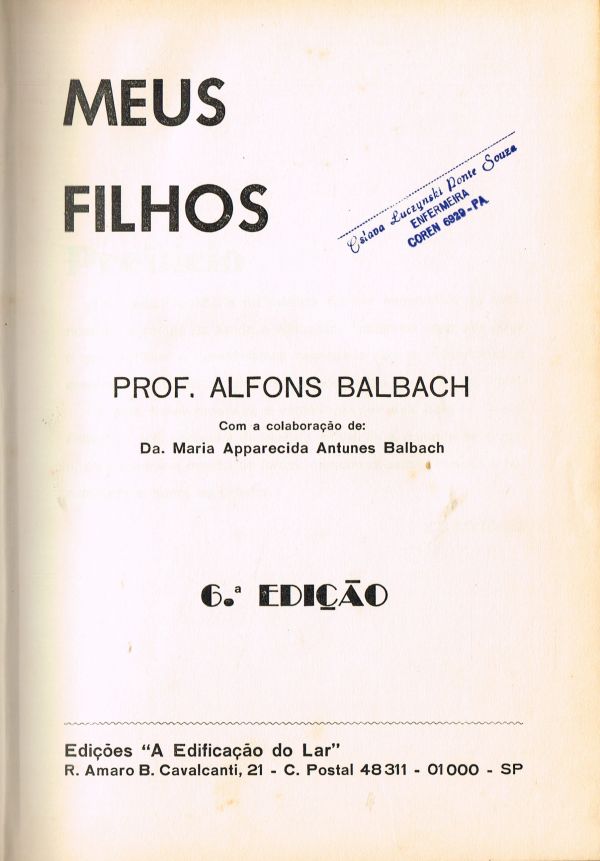 MEUS
FILHOS
Oslava Luczynski Ponte Souza
ENFERMEIRA
COREN 6929-PA
PROF. ALFONS BALBACH
Com a colaboração de:
Da. Maria Apparecida Antunes Balbach
6.ª EDIÇÃO
Edições “A Edificação do Lar”
R. Amaro B. Cavalcanti, 21 - C. Postal 48311 - 01000 - SP